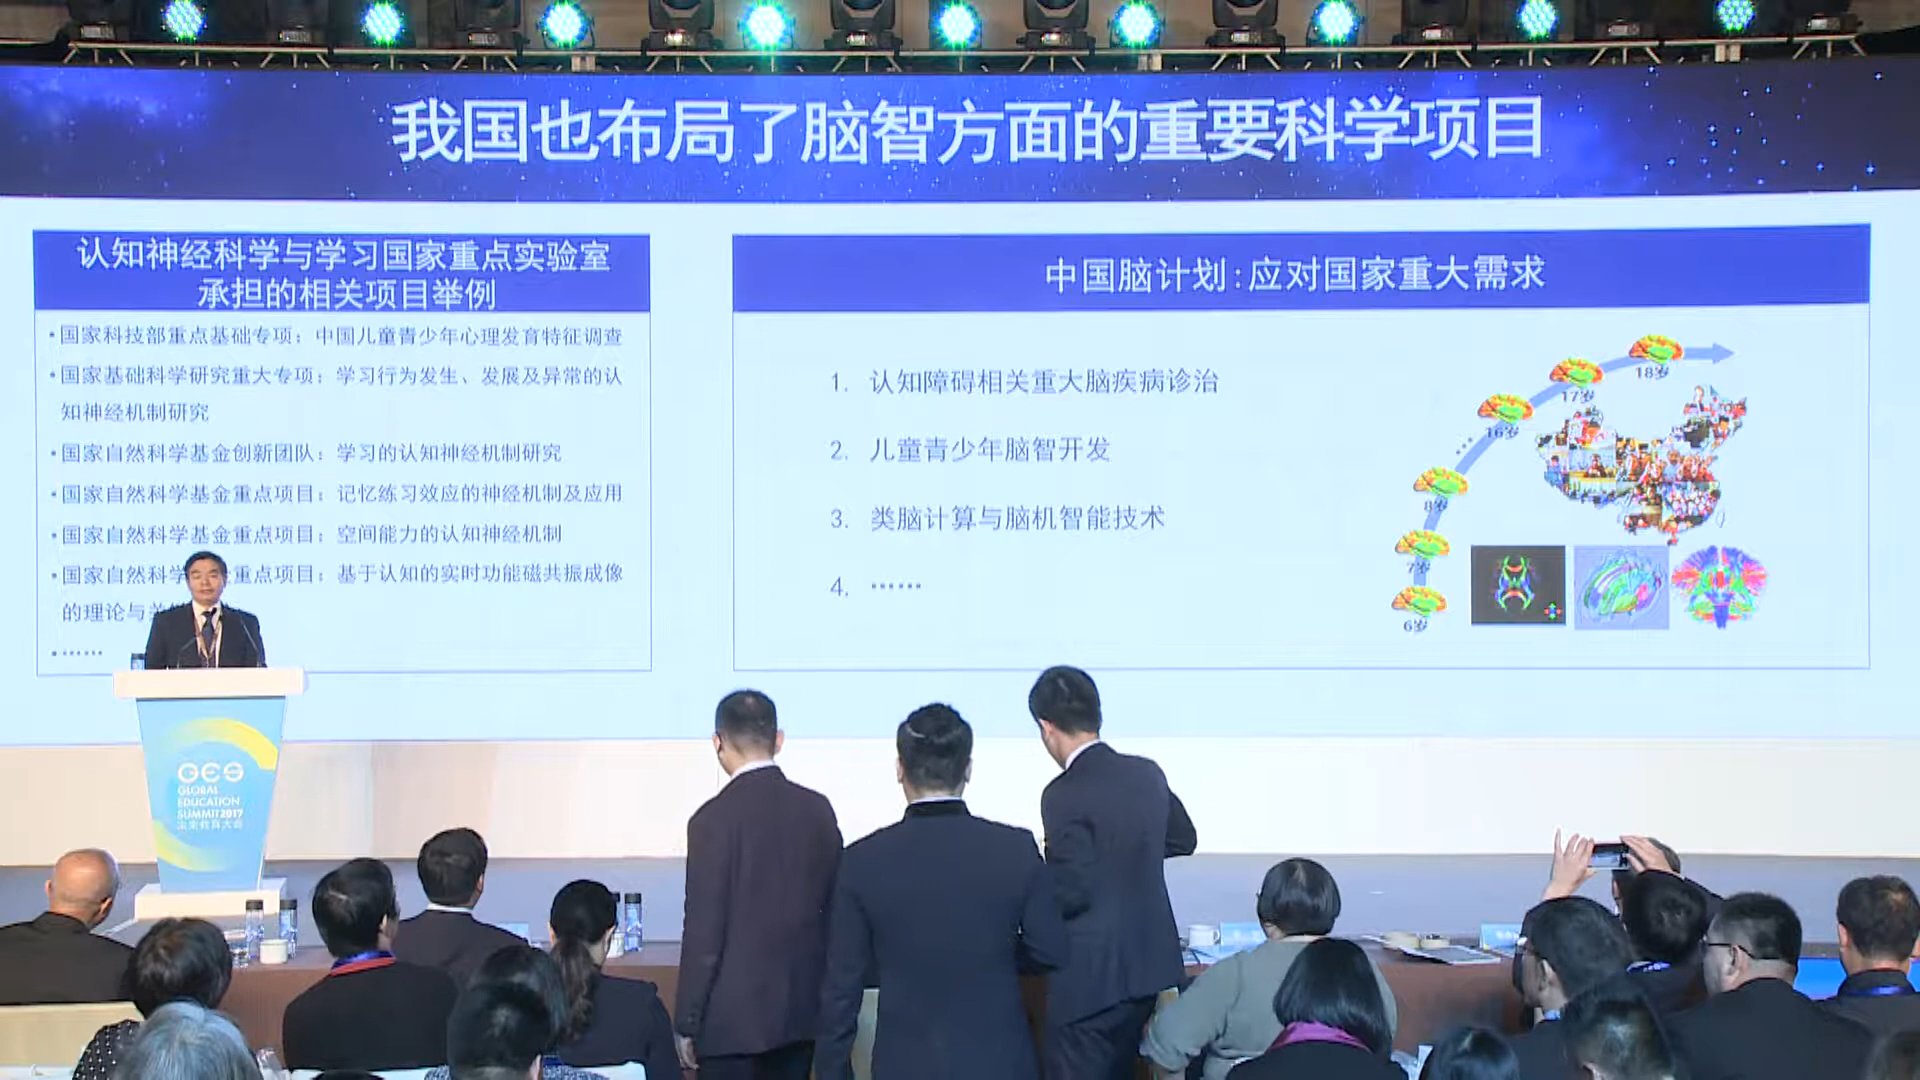 我国也布局了脑智方面的重要科学项目
认知神经科学与学习国家重点实验室
承担的相关项目举例
•国家科技部重点基础专项：中国儿童青少年心理发育特征调查
•国家基础科学研究重大专项：学习行为发生、发展及异常的认
知神经机制研究
•国家自然科学基金创新团队：学习的认知神经机制研究
•国家自然科学基金重点项目：记忆练习效应的神经机制及应用
•国家自然科学基金重点项目：空间能力的认知神经机制
•国家自然科学 重点项目：基于认知的实时功能磁共振成像
的理论与
•……
中国脑计划:应对国家重大需求
1. 认知障碍相关重大脑疾病诊治
2. 儿童青少年脑智开发
3. 类脑计算与脑机智能技术
4. ……
18岁
17岁
16岁
8岁
7岁
6岁
GES
GLOBAL
EDUCATION
SUMMIT2017
未来教育大会